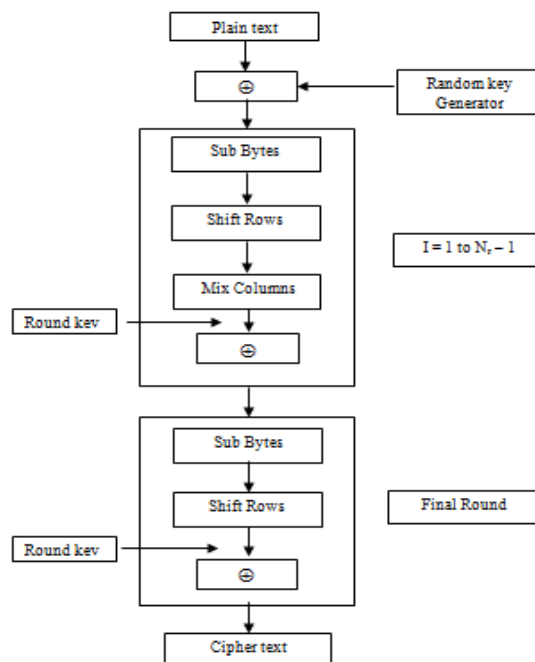 Plain text
⊕
Random key
Generator
Sub Bytes
Shift Rows
I = 1 to Nᵣ – 1
Mix Columns
Round kev
⊕
Sub Bytes
Shift Rows
Final Round
Round kev
⊕
Cipher text